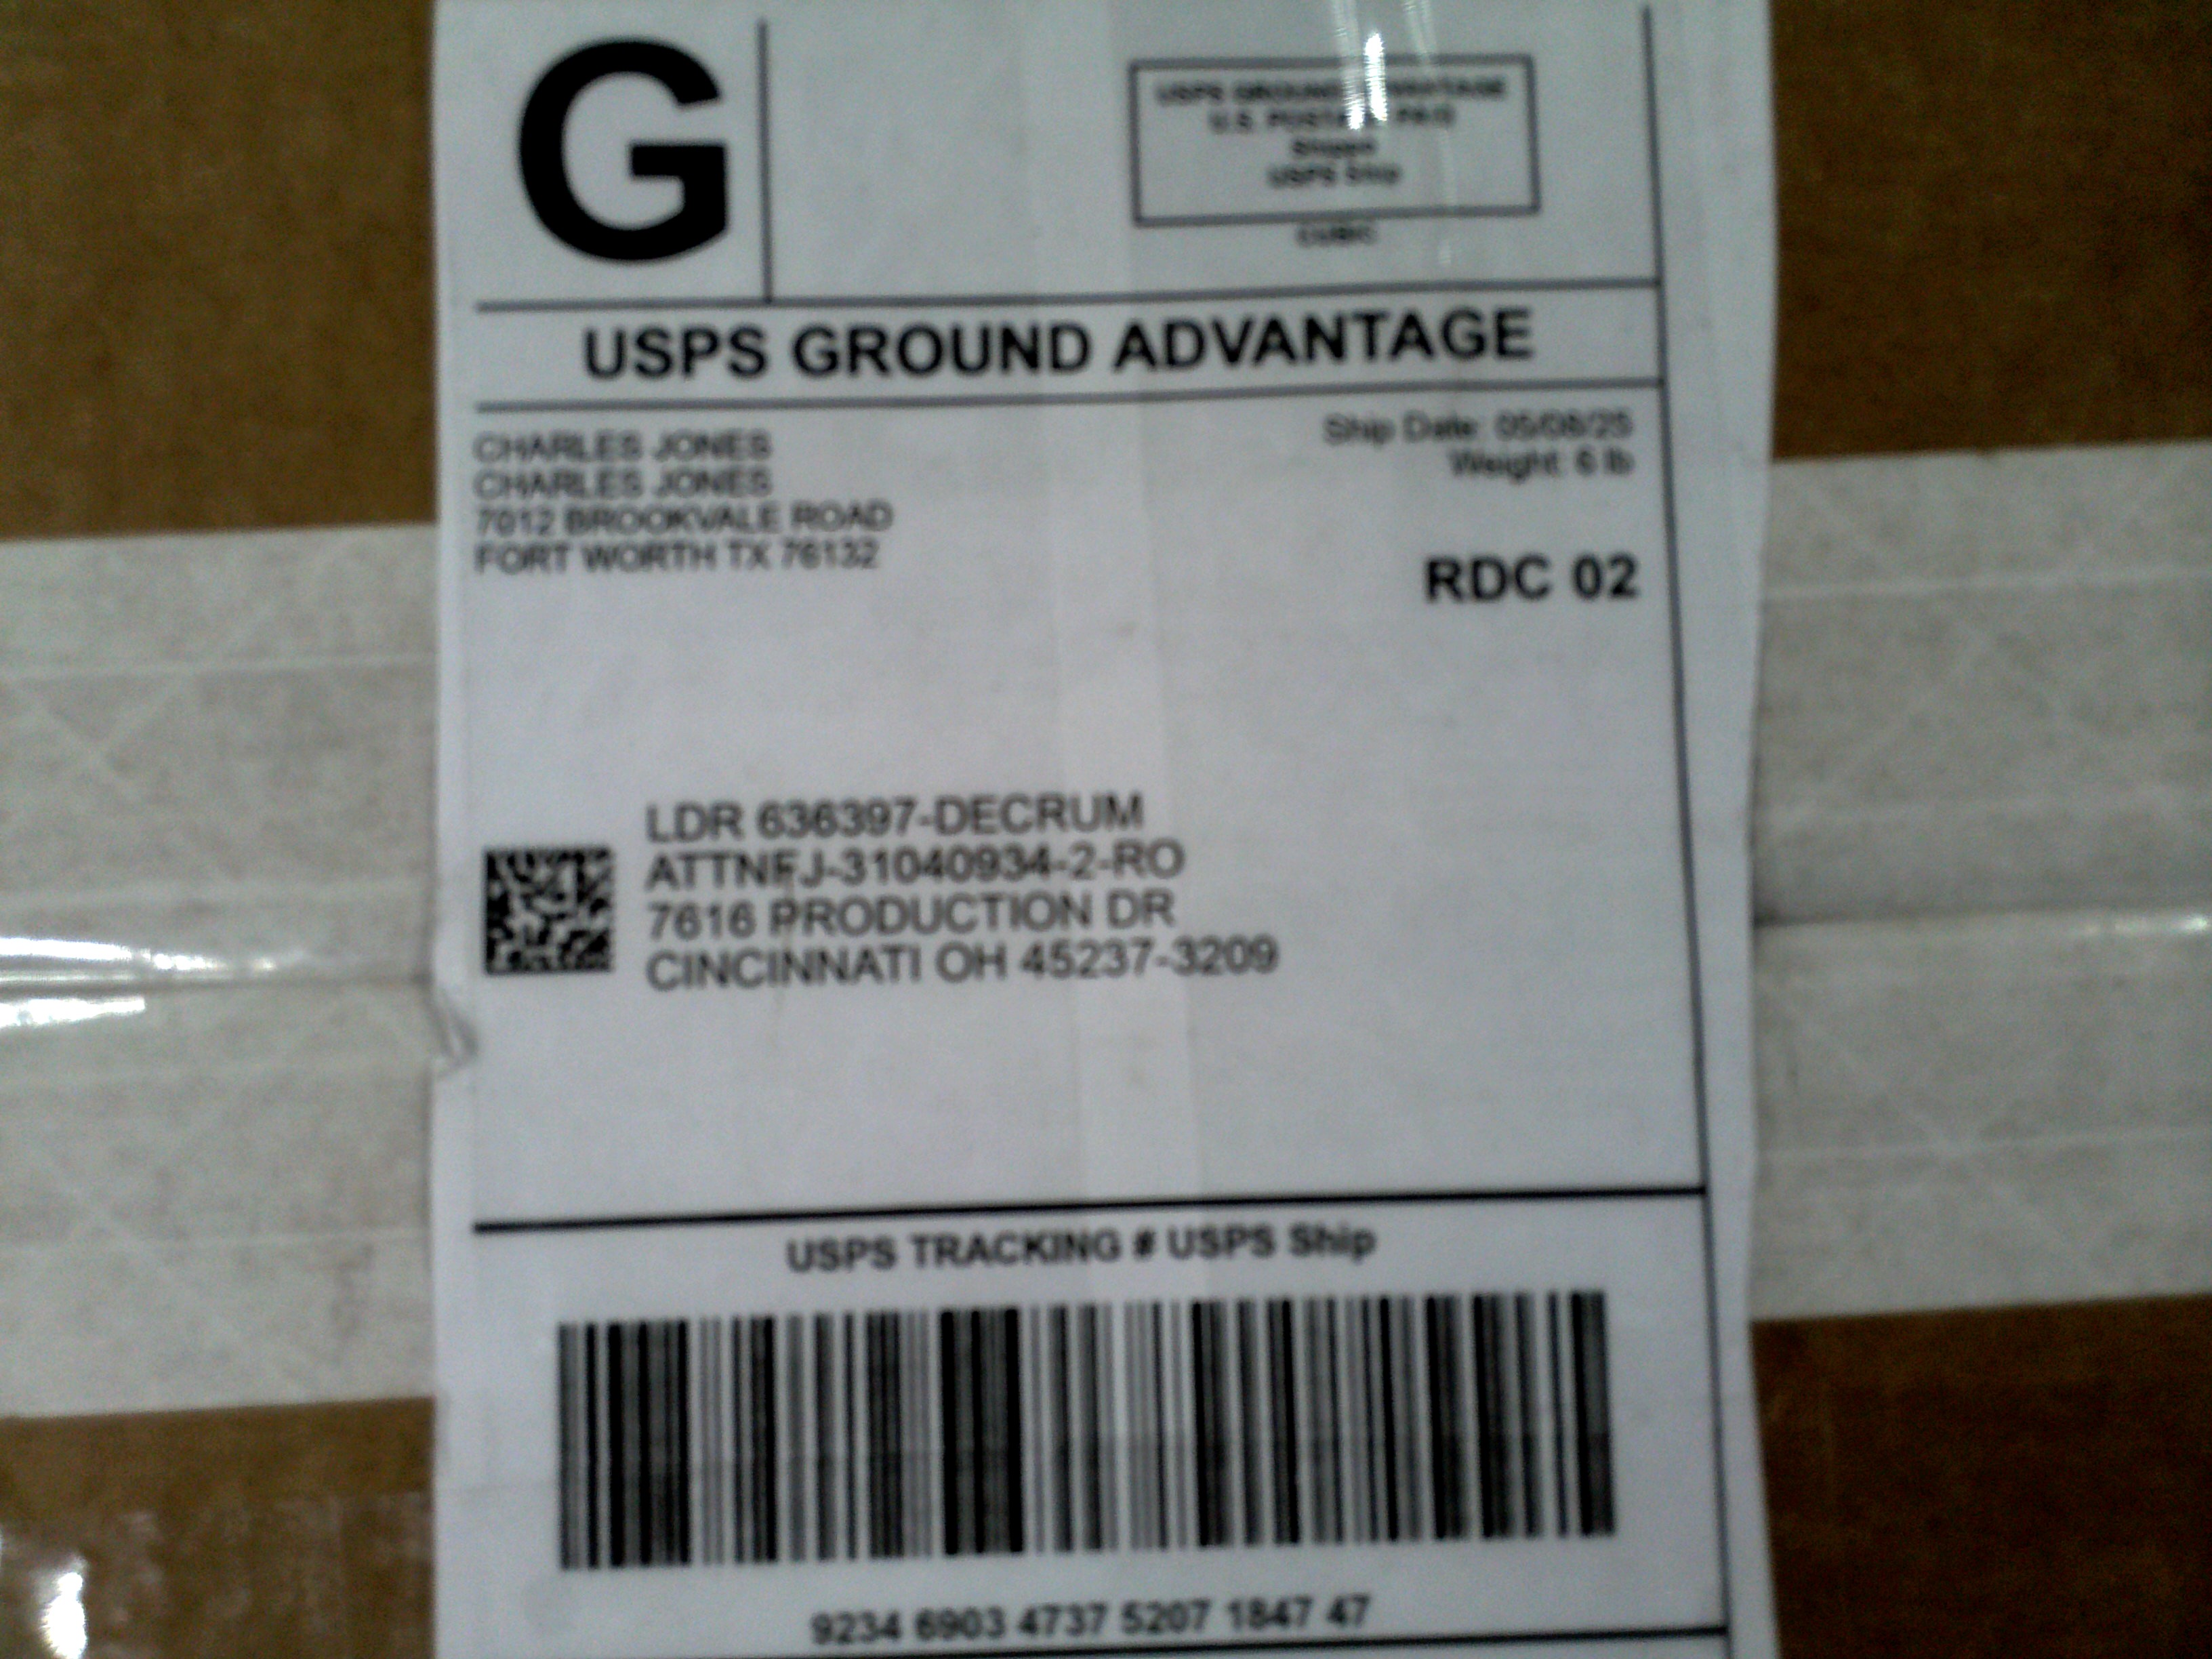 G
USPS GROUND ADVANTAGE
U.S. POSTAGE PAID
Shipped
USPS Ship
CUBIC
USPS GROUND ADVANTAGE
CHARLES JONES
CHARLES JONES
7012 BROOKVALE ROAD
FORT WORTH TX 76132
Ship Date: 05/08/25
Weight: 6 lb
RDC 02
LDR 636397-DECRUM
ATTNFJ-31040934-2-RO
7616 PRODUCTION DR
CINCINNATI OH 45237-3209
USPS TRACKING # USPS Ship
9234 6903 4737 5207 1847 47